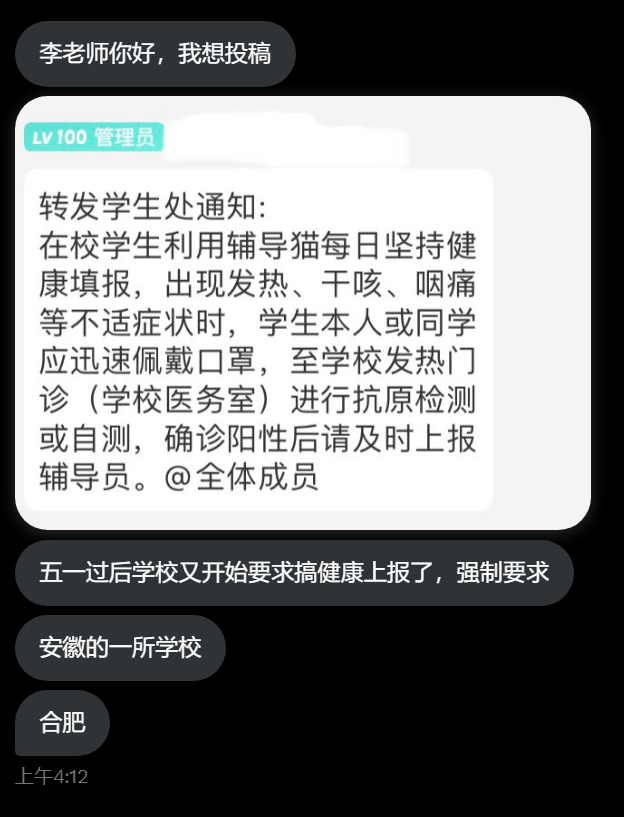 李老师你好，我想投稿
LV 100 管理员
转发学生处通知:
在校学生利用辅导猫每日坚持健
康填报，出现发热、干咳、咽痛
等不适症状时，学生本人或同学
应迅速佩戴口罩，至学校发热门
诊（学校医务室）进行抗原检测
或自测，确诊阳性后请及时上报
辅导员。@全体成员
五一过后学校又开始要求搞健康上报了，强制要求
安徽的一所学校
合肥
上午4:12